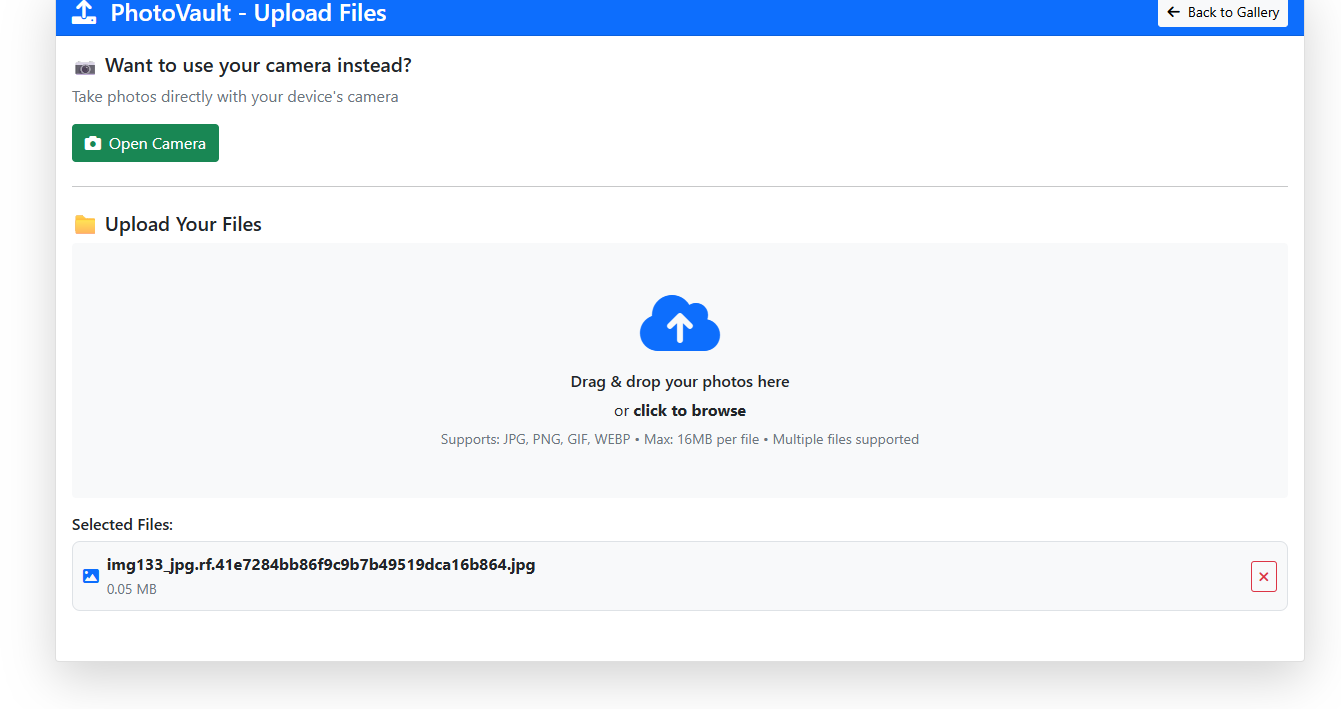 PhotoVault - Upload Files
Back to Gallery
Want to use your camera instead?
Take photos directly with your device's camera
Open Camera
Upload Your Files
Drag & drop your photos here
or click to browse
Supports: JPG, PNG, GIF, WEBP • Max: 16MB per file • Multiple files supported
Selected Files:
img133_jpg.rf.41e7284bb86f9c9b7b49519dca16b864.jpg
0.05 MB